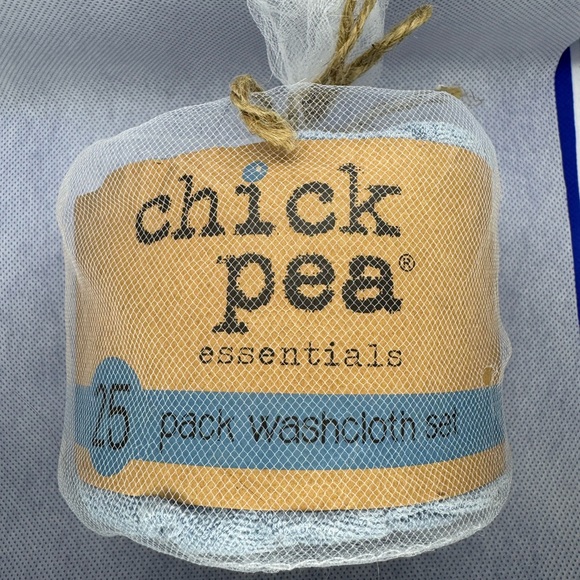 chick
pea®
essentials
25 pack washcloth set